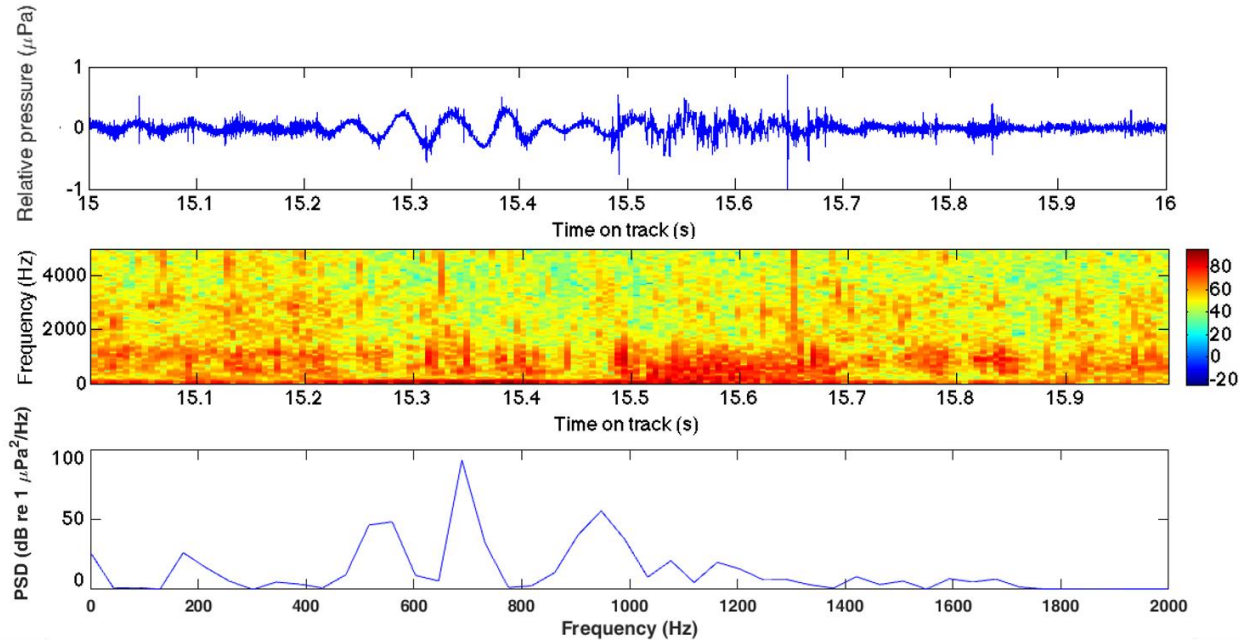 Relative pressure (μPa)
1
0
-1
15 15.1 15.2 15.3 15.4 15.5 15.6 15.7 15.8 15.9 16
Time on track (s)
Frequency (Hz)
4000
2000
0
80
60
40
20
0
-20
15.1 15.2 15.3 15.4 15.5 15.6 15.7 15.8 15.9
Time on track (s)
PSD (dB re 1 μPa²/Hz)
100
50
0
0 200 400 600 800 1000 1200 1400 1600 1800 2000
Frequency (Hz)